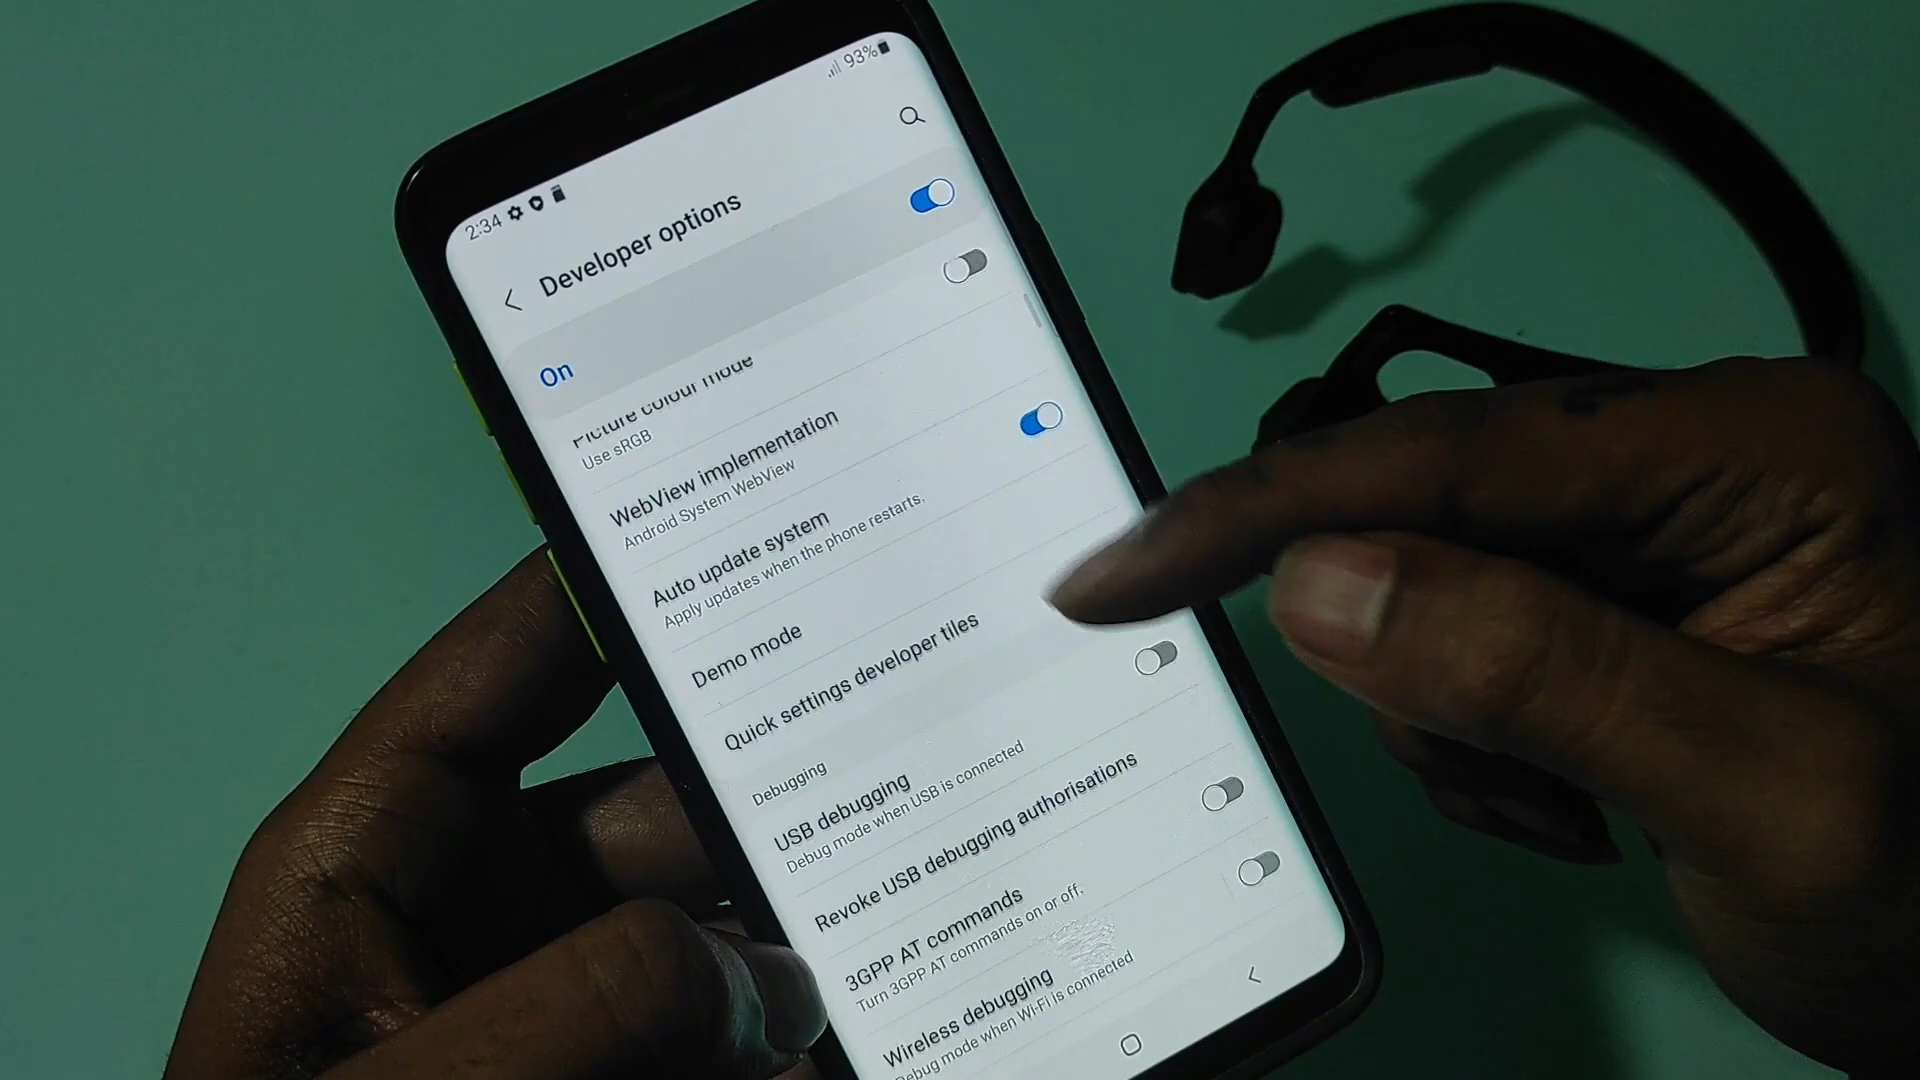 2:34
93%
Developer options
On
Picture colour mode
Use sRGB
WebView implementation
Android System WebView
Auto update system
Apply updates when the phone restarts.
Demo mode
Quick settings developer tiles
Debugging
USB debugging
Debug mode when USB is connected
Revoke USB debugging authorisations
3GPP AT commands
Turn 3GPP AT commands on or off.
Wireless debugging
Debug mode when Wi-Fi is connected